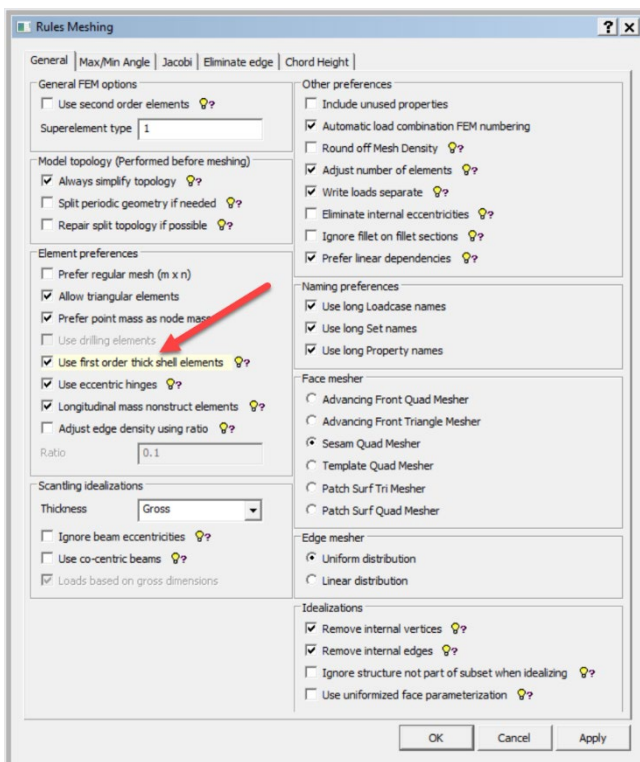 Rules Meshing
General
Max/Min Angle
Jacobi
Eliminate edge
Chord Height
General FEM options
Use second order elements
Superelement type 1
Model topology (Performed before meshing)
Always simplify topology
Split periodic geometry if needed
Repair split topology if possible
Element preferences
Prefer regular mesh (m x n)
Allow triangular elements
Prefer point mass as node mass
Use drilling elements
Use first order thick shell elements
Use eccentric hinges
Longitudinal mass nonstruct elements
Adjust edge density using ratio
Ratio 0.1
Scantling idealizations
Thickness Gross
Ignore beam eccentricities
Use co-centric beams
Loads based on gross dimensions
Other preferences
Include unused properties
Automatic load combination FEM numbering
Round off Mesh Density
Adjust number of elements
Write loads separate
Eliminate internal eccentricities
Ignore fillet on fillet sections
Prefer linear dependencies
Naming preferences
Use long Loadcase names
Use long Set names
Use long Property names
Face mesher
Advancing Front Quad Mesher
Advancing Front Triangle Mesher
Sesam Quad Mesher
Template Quad Mesher
Patch Surf Tri Mesher
Patch Surf Quad Mesher
Edge mesher
Uniform distribution
Linear distribution
Idealizations
Remove internal vertices
Remove internal edges
Ignore structure not part of subset when idealizing
Use uniformized face parameterization
OK
Cancel
Apply